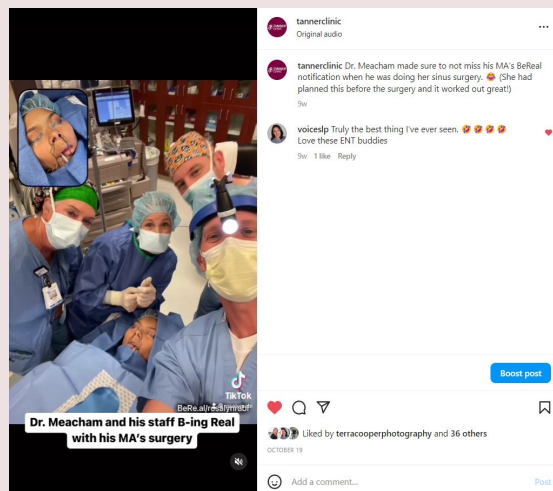 tannerclinic
Original audio
tannerclinic Dr. Meacham made sure to not miss his MA's BeReal
notification when he was doing her sinus surgery. 😂 (She had
planned this before the surgery and it worked out great!)
9w
voiceslp Truly the best thing I've ever seen. 🤣 🤣 🤣 🤣
Love these ENT buddies
9w 1 like Reply
TikTok
Dr. Meacham and his staff B-ing Real
with his MA's surgery
Boost post
Liked by terracooperphotography and 36 others
OCTOBER 19
Add a comment...
Post